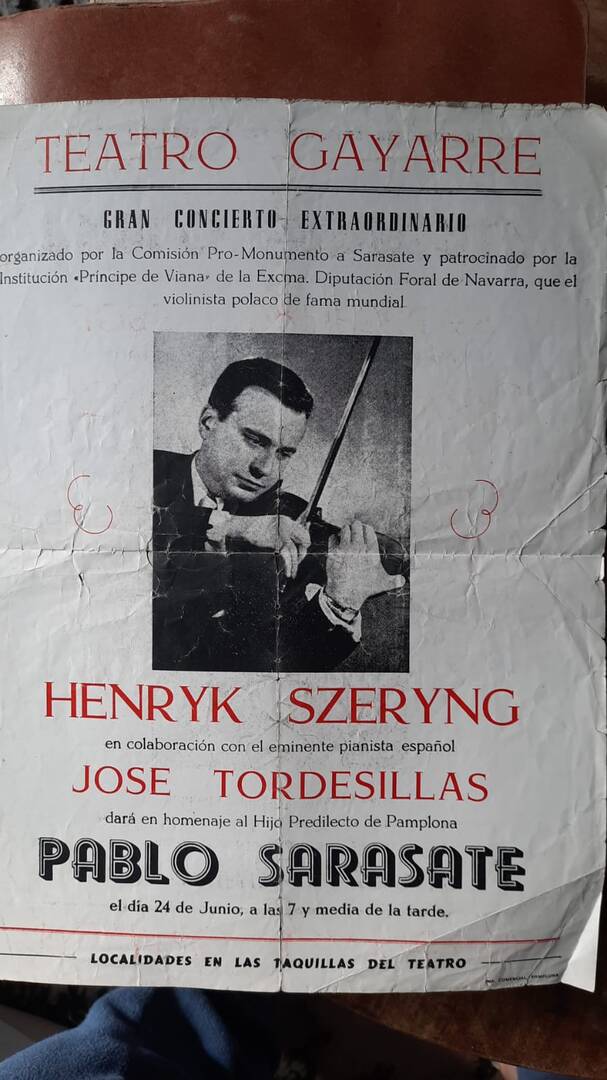 TEATRO GAYARRE
GRAN CONCIERTO EXTRAORDINARIO
organizado por la Comisión Pro-Monumento a Sarasate y patrocinado por la
Institución «Príncipe de Viana» de la Excma. Diputación Foral de Navarra, que el
violinista polaco de fama mundial
HENRYK SZERYNG
en colaboración con el eminente pianista español
JOSE TORDESILLAS
dará en homenaje al Hijo Predilecto de Pamplona
PABLO SARASATE
el día 24 de Junio, a las 7 y media de la tarde.
LOCALIDADES EN LAS TAQUILLAS DEL TEATRO
COMERCIAL. PAMPLONA